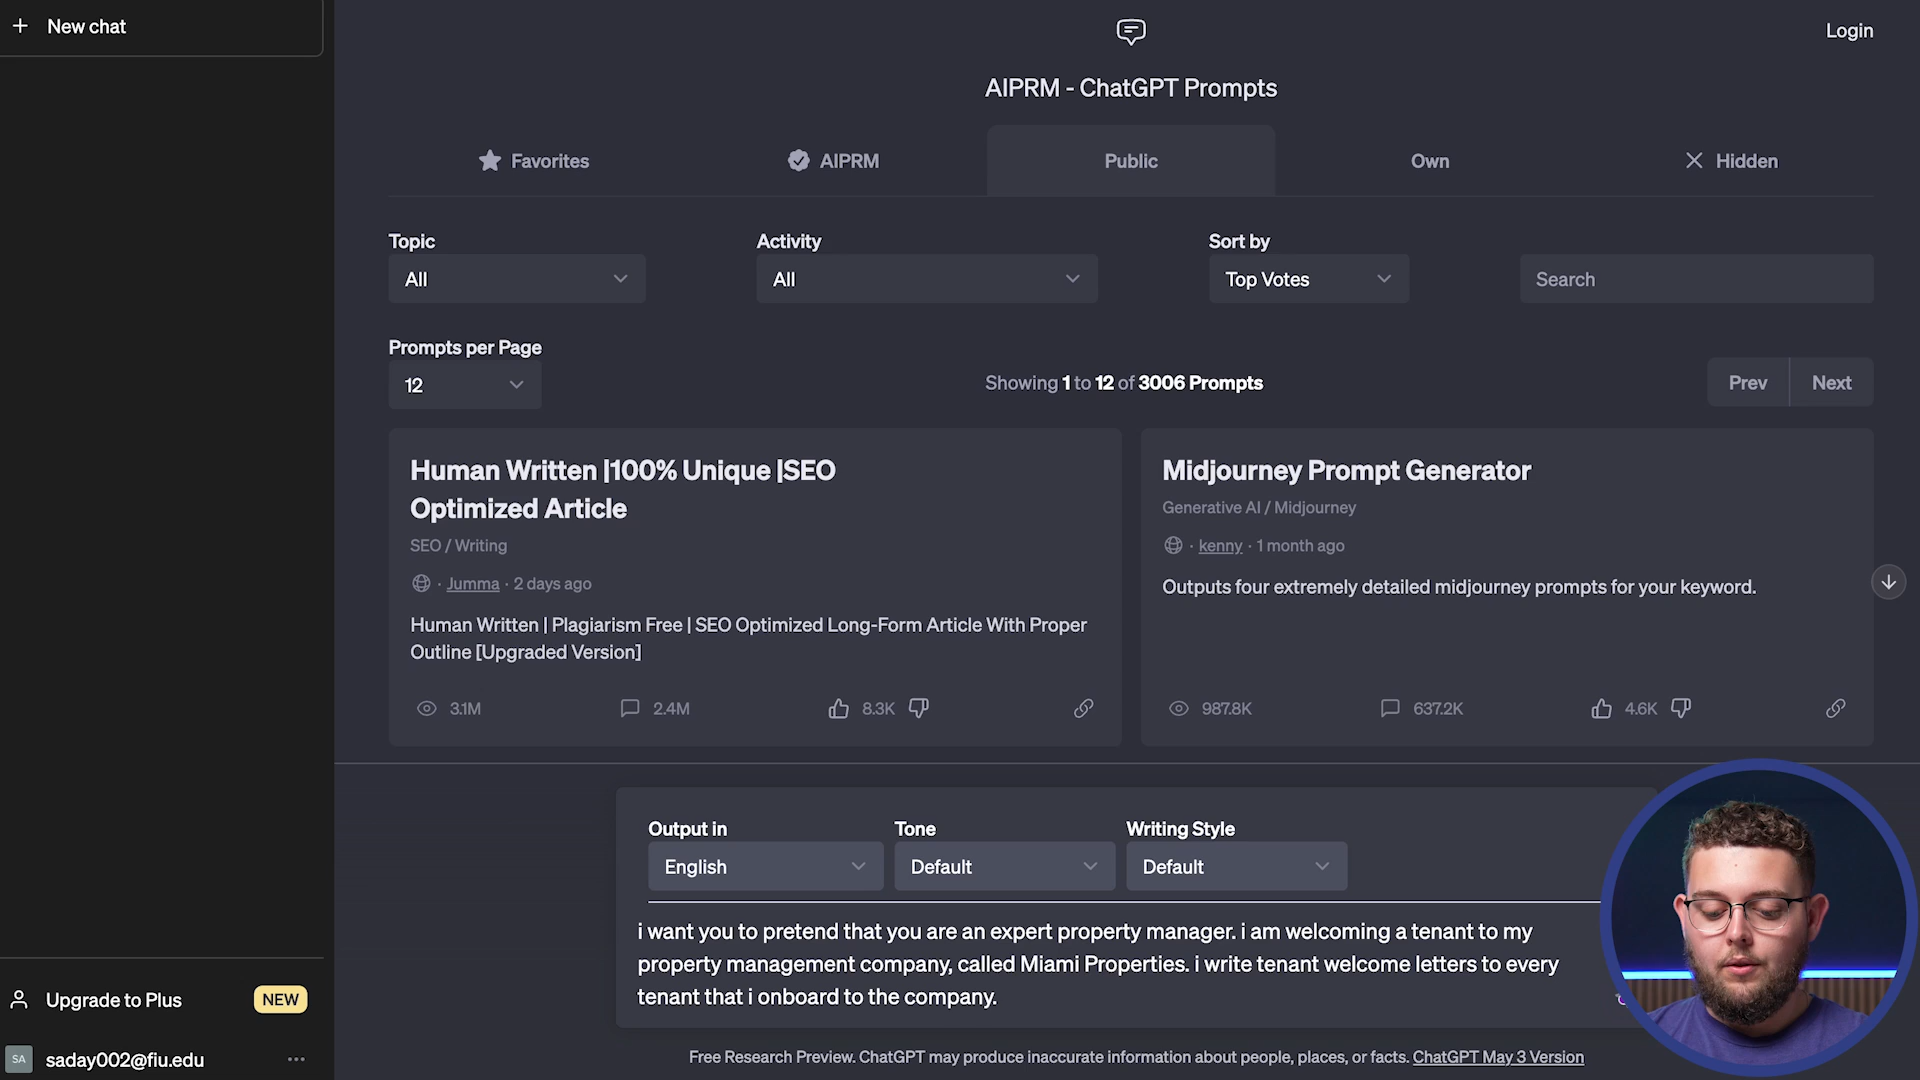 New chat
Login
AIPRM - ChatGPT Prompts
Favorites
AIPRM
Public
Own
Hidden
Topic
Activity
Sort by
All
All
Top Votes
Search
Prompts per Page
12
Showing 1 to 12 of 3006 Prompts
Prev
Next
Human Written |100% Unique |SEO
Optimized Article
SEO / Writing
· Jumma · 2 days ago
Human Written | Plagiarism Free | SEO Optimized Long-Form Article With Proper
Outline [Upgraded Version]
3.1M
2.4M
8.3K
Midjourney Prompt Generator
Generative AI / Midjourney
· kenny · 1 month ago
Outputs four extremely detailed midjourney prompts for your keyword.
987.8K
637.2K
4.6K
Output in
Tone
Writing Style
English
Default
Default
i want you to pretend that you are an expert property manager. i am welcoming a tenant to my
property management company, called Miami Properties. i write tenant welcome letters to every
tenant that i onboard to the company.
Upgrade to Plus
NEW
SA
saday002@fiu.edu
Free Research Preview. ChatGPT may produce inaccurate information about people, places, or facts. ChatGPT May 3 Version